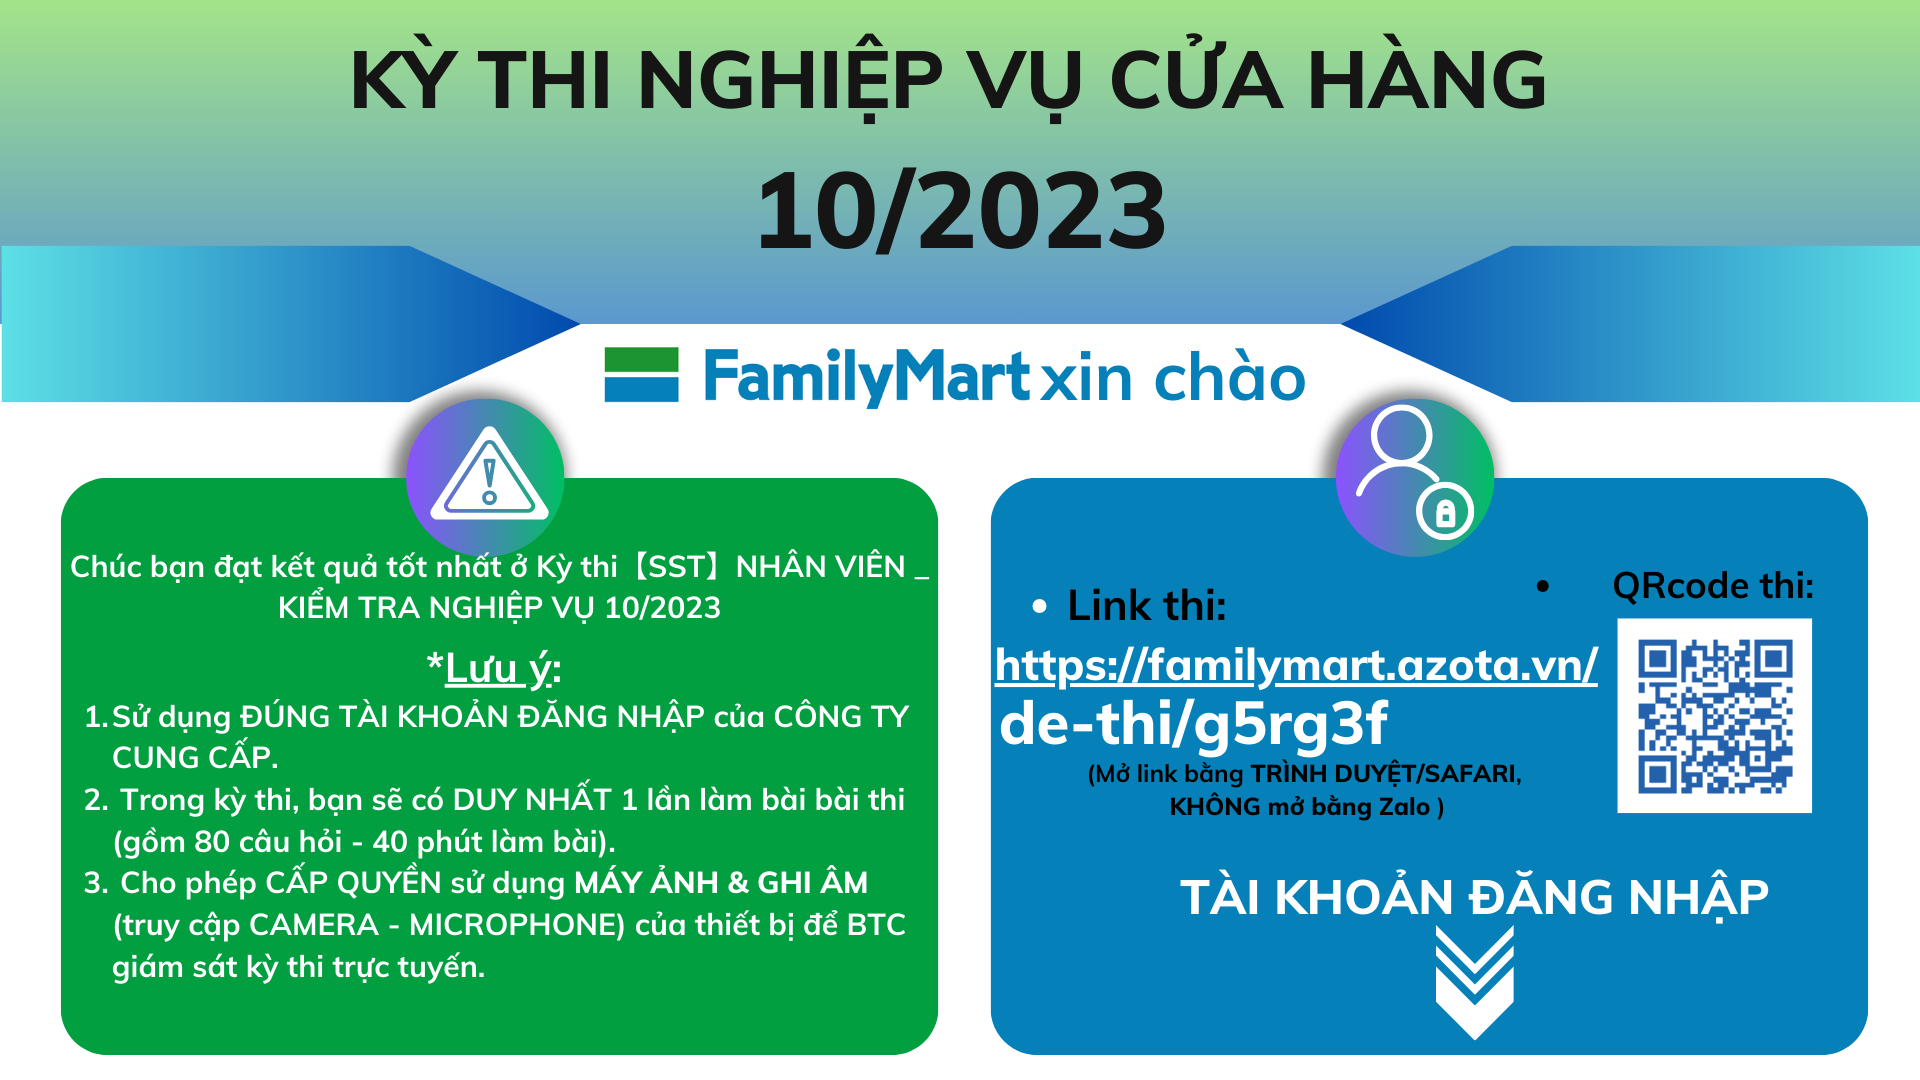 KỲ THI NGHIỆP VỤ CỬA HÀNG
10/2023
FamilyMart xin chào
Chúc bạn đạt kết quả tốt nhất ở Kỳ thi【SST】NHÂN VIÊN _
KIỂM TRA NGHIỆP VỤ 10/2023
*Lưu ý:
1. Sử dụng ĐÚNG TÀI KHOẢN ĐĂNG NHẬP của CÔNG TY
CUNG CẤP.
2. Trong kỳ thi, bạn sẽ có DUY NHẤT 1 lần làm bài bài thi
(gồm 80 câu hỏi - 40 phút làm bài).
3. Cho phép CẤP QUYỀN sử dụng MÁY ẢNH & GHI ÂM
(truy cập CAMERA - MICROPHONE) của thiết bị để BTC
giám sát kỳ thi trực tuyến.
• Link thi:
https://familymart.azota.vn/
de-thi/g5rg3f
(Mở link bằng TRÌNH DUYỆT/SAFARI,
KHÔNG mở bằng Zalo )
• QRcode thi:
TÀI KHOẢN ĐĂNG NHẬP